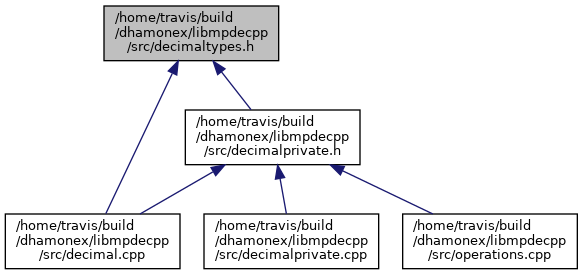 /home/travis/build
/dhamonex/libmpdecpp
/src/decimaltypes.h
/home/travis/build
/dhamonex/libmpdecpp
/src/decimalprivate.h
/home/travis/build
/dhamonex/libmpdecpp
/src/decimal.cpp
/home/travis/build
/dhamonex/libmpdecpp
/src/decimalprivate.cpp
/home/travis/build
/dhamonex/libmpdecpp
/src/operations.cpp